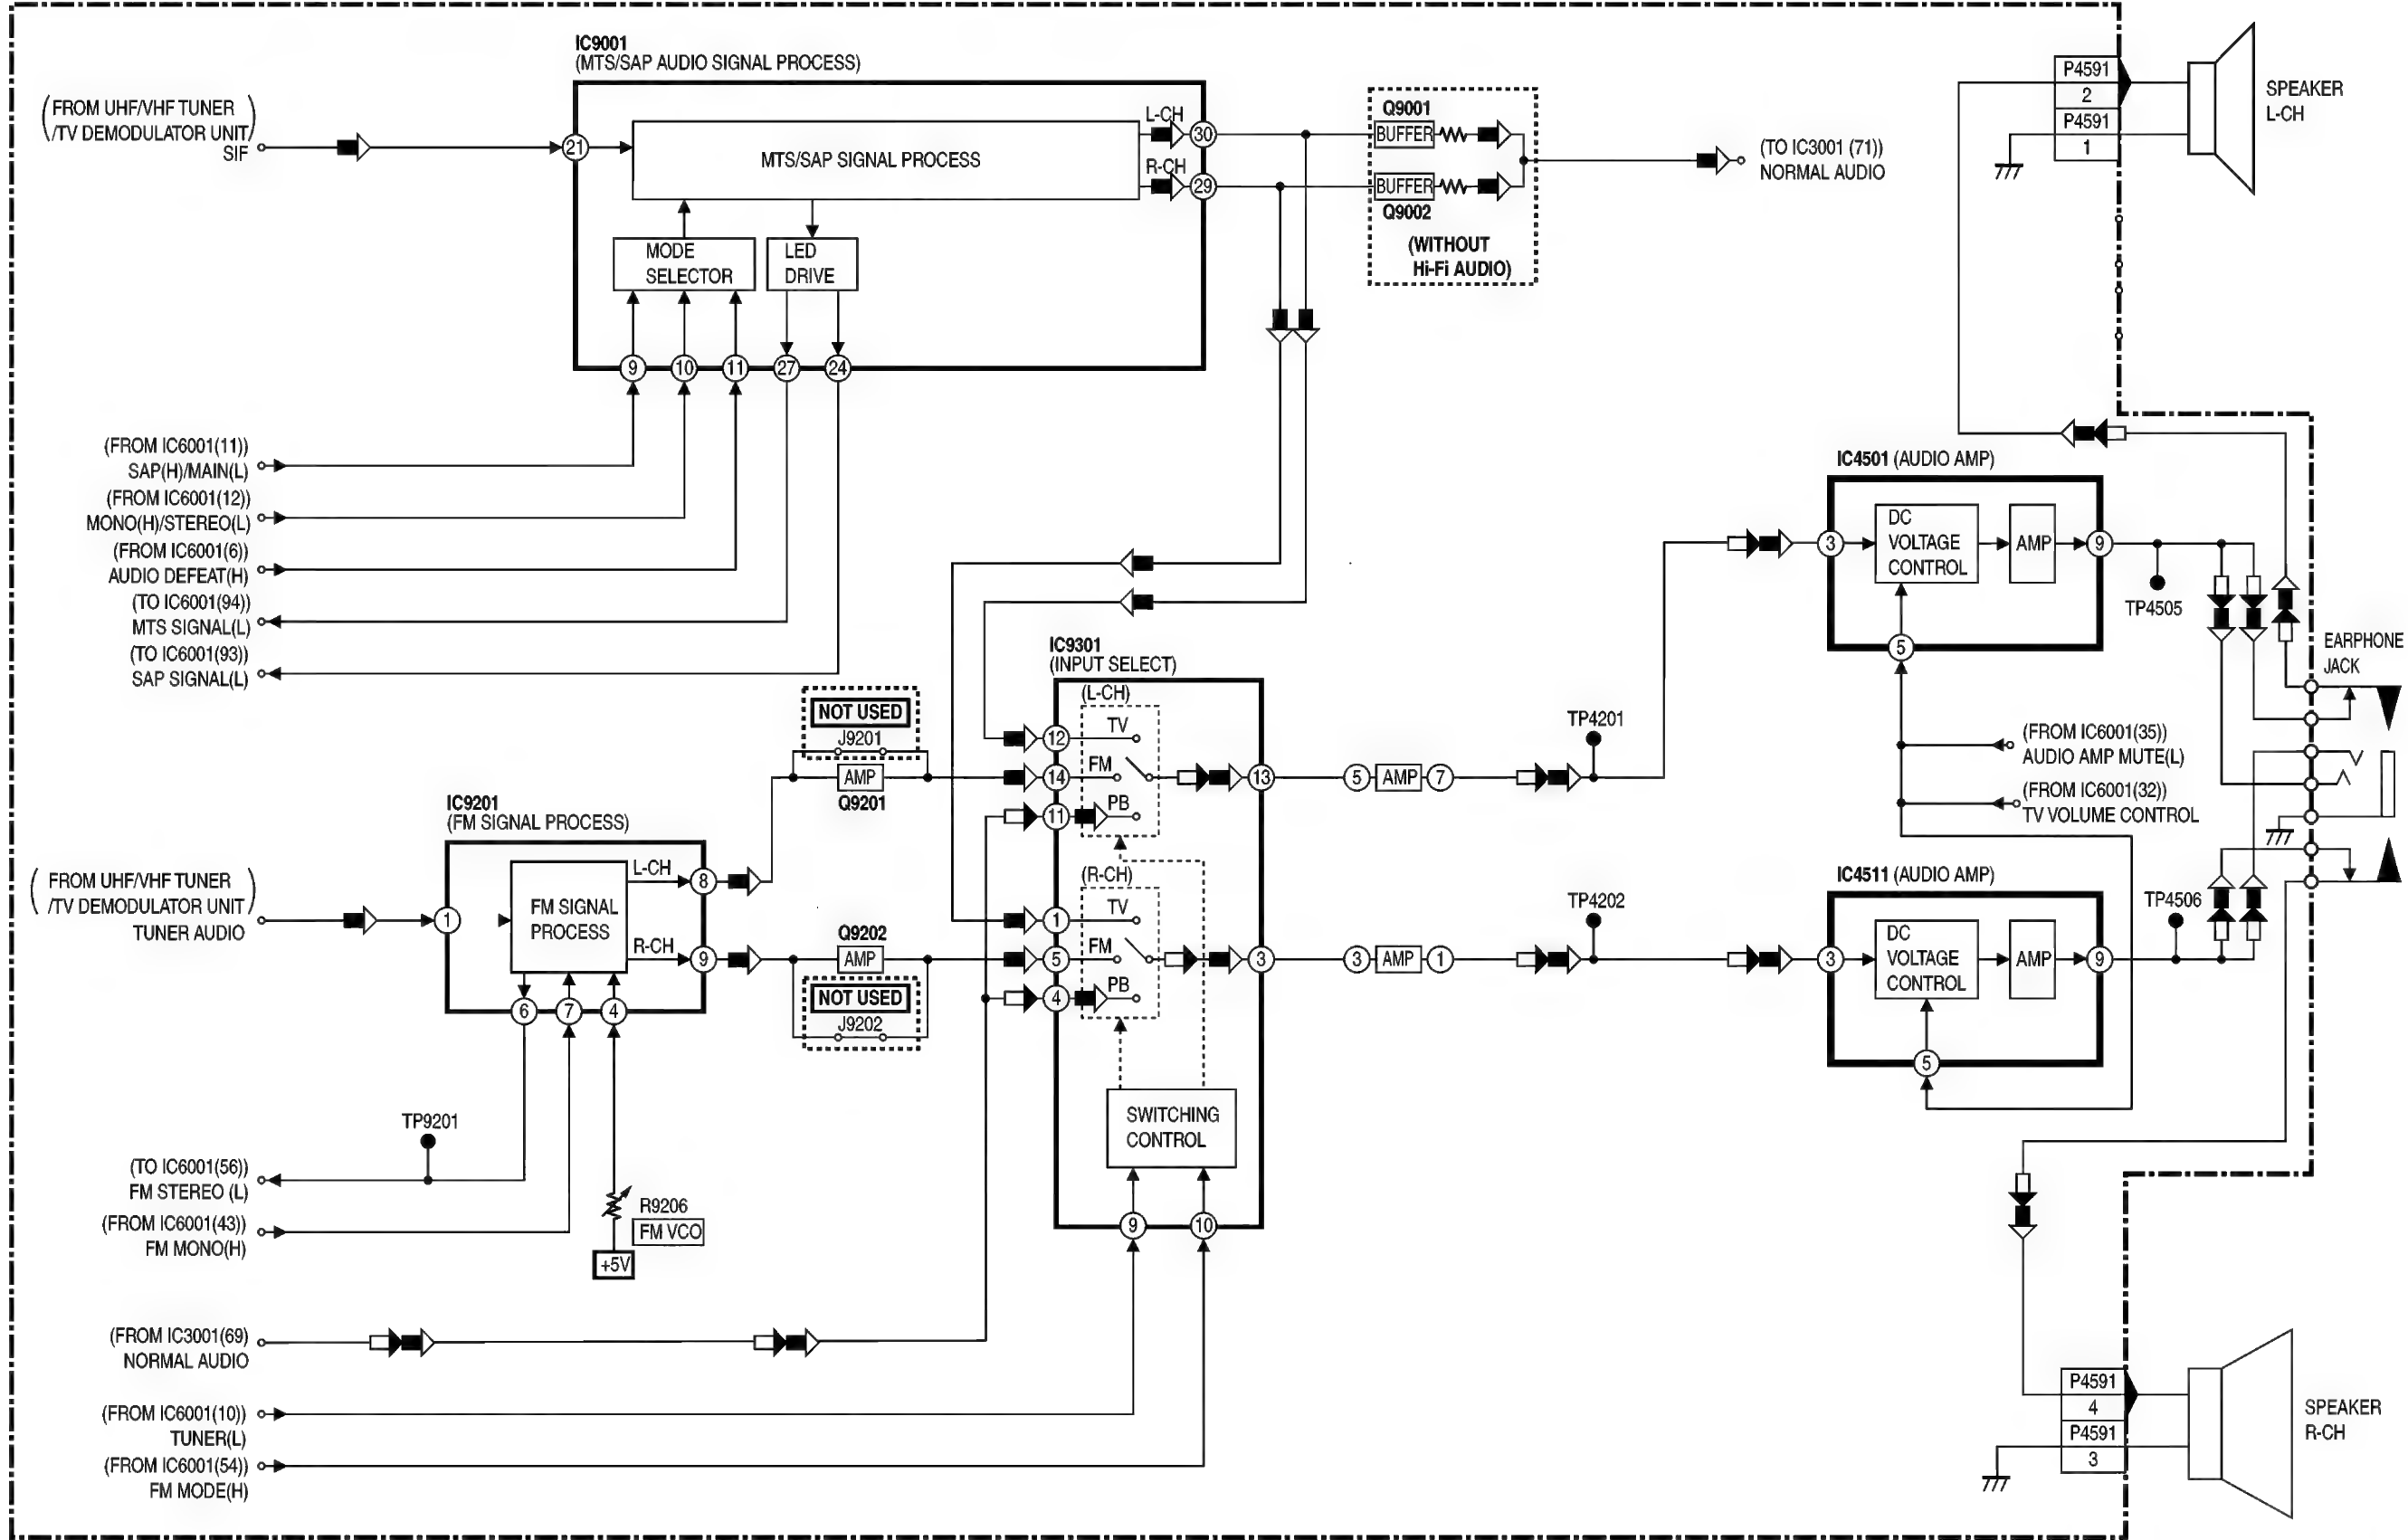 IC9001
(MTS/SAP AUDIO SIGNAL PROCESS)
(FROM UHF/VHF TUNER
/TV DEMODULATOR UNIT)
SIF
21
MTS/SAP SIGNAL PROCESS
L-CH
30
R-CH
29
MODE
SELECTOR
LED
DRIVE
9
10
11
27
24
Q9001
BUFFER
BUFFER
Q9002
(WITHOUT
Hi-Fi AUDIO)
(TO IC3001 (71))
NORMAL AUDIO
P4591
2
P4591
1
SPEAKER
L-CH
(FROM IC6001(11))
SAP(H)/MAIN(L)
(FROM IC6001(12))
MONO(H)/STEREO(L)
(FROM IC6001(6))
AUDIO DEFEAT(H)
(TO IC6001(94))
MTS SIGNAL(L)
(TO IC6001(93))
SAP SIGNAL(L)
IC4501 (AUDIO AMP)
3
DC
VOLTAGE
CONTROL
AMP
9
5
TP4505
EARPHONE
JACK
(FROM IC6001(35))
AUDIO AMP MUTE(L)
(FROM IC6001(32))
TV VOLUME CONTROL
IC9301
(INPUT SELECT)
(L-CH)
TV
12
FM
14
PB
11
13
5
AMP
7
TP4201
NOT USED
J9201
AMP
Q9201
IC9201
(FM SIGNAL PROCESS)
(FROM UHF/VHF TUNER
/TV DEMODULATOR UNIT)
TUNER AUDIO
1
FM SIGNAL
PROCESS
L-CH
8
R-CH
9
6
7
4
Q9202
AMP
NOT USED
J9202
(R-CH)
TV
1
FM
5
PB
4
3
3
AMP
1
TP4202
IC4511 (AUDIO AMP)
3
DC
VOLTAGE
CONTROL
AMP
9
5
TP4506
SWITCHING
CONTROL
9
10
TP9201
(TO IC6001(56))
FM STEREO (L)
(FROM IC6001(43))
FM MONO(H)
R9206
FM VCO
+5V
(FROM IC3001(69)
NORMAL AUDIO
(FROM IC6001(10))
TUNER(L)
(FROM IC6001(54))
FM MODE(H)
P4591
4
P4591
3
SPEAKER
R-CH